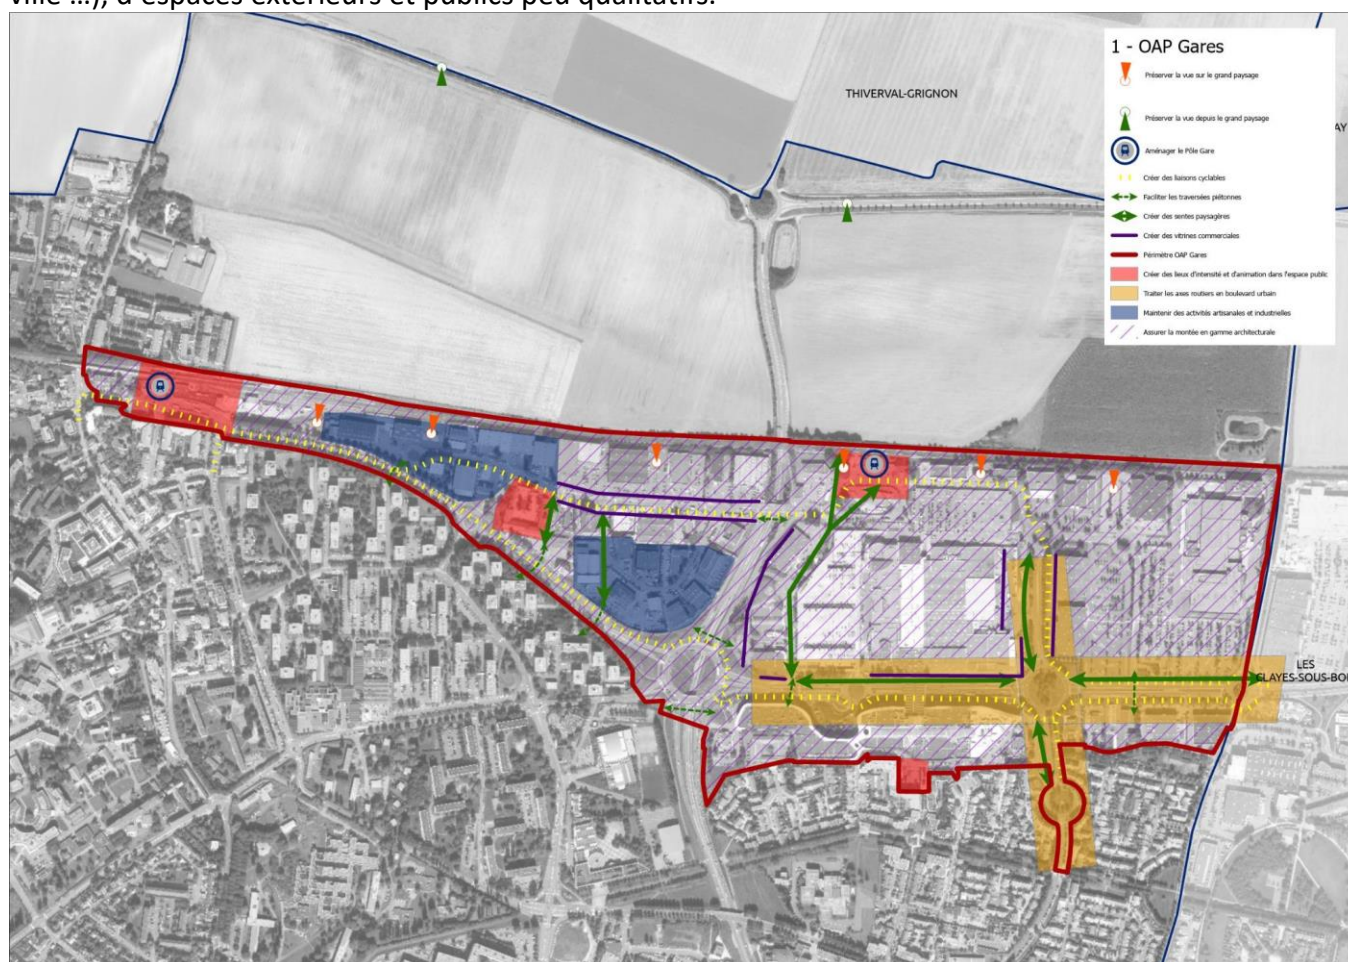 ville …), d'espaces extérieurs et publics peu qualitatifs.
1 - OAP Gares
Préserver la vue sur le grand paysage
THIVERVAL-GRIGNON
Préserver la vue depuis le grand paysage
AY
Aménager le Pôle Gare
Créer des liaisons cyclables
Faciliter les traversées piétonnes
Créer des sentes paysagères
Créer des vitrines commerciales
Périmètre OAP Gares
Créer des lieux d'intensité et d'animation dans l'espace public
Traiter les axes routiers en boulevard urbain
Maintenir des activités artisanales et industrielles
Assurer la montée en gamme architecturale
LES
CLAYES-SOUS-BOI